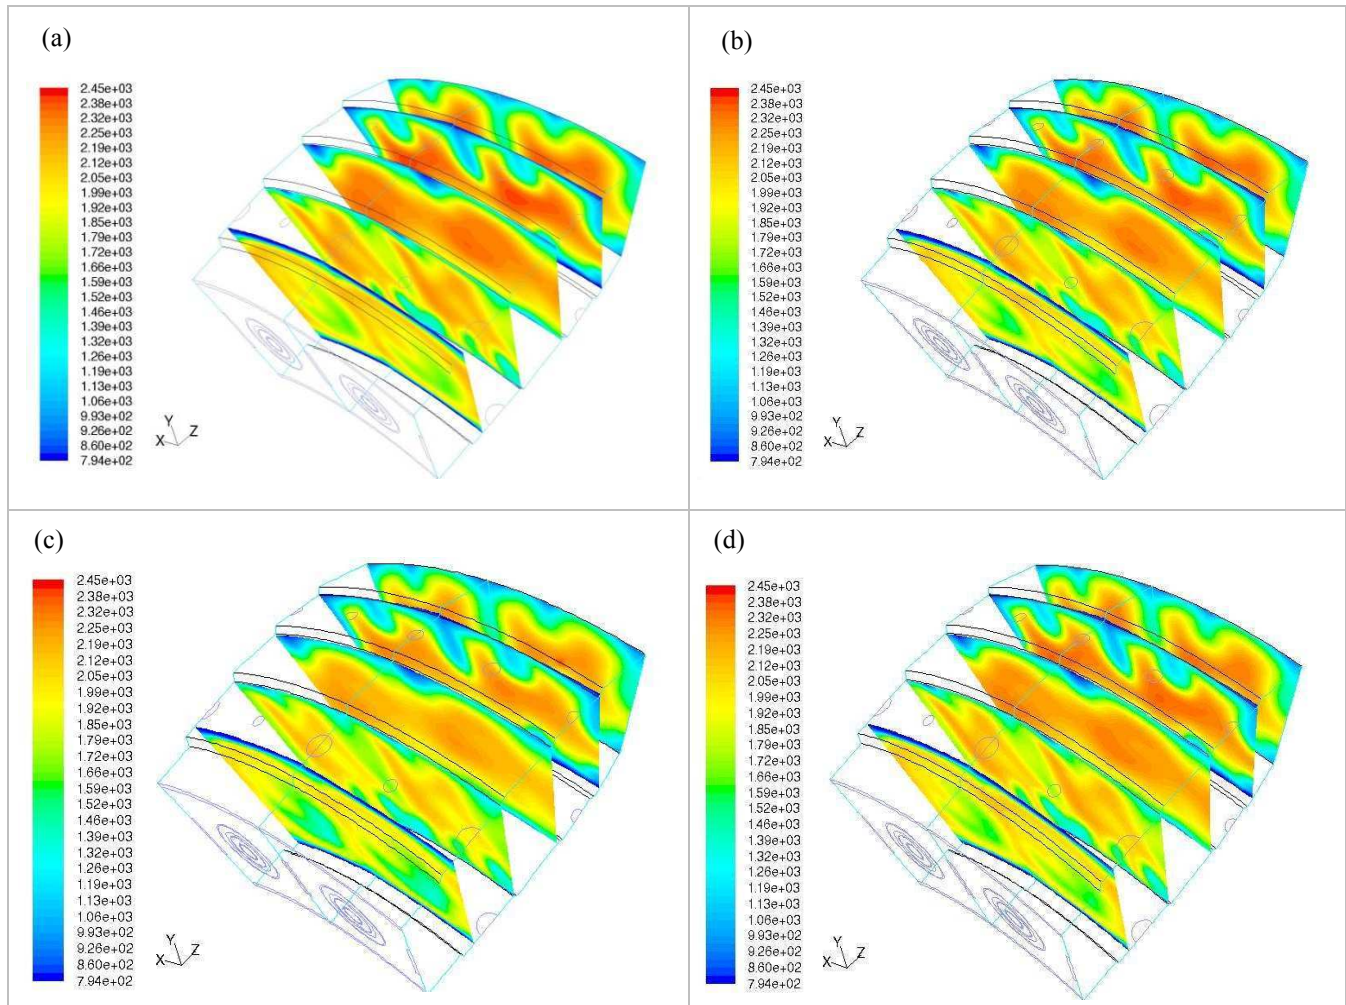 (a)
2.45e+03
2.38e+03
2.32e+03
2.25e+03
2.19e+03
2.12e+03
2.05e+03
1.99e+03
1.92e+03
1.85e+03
1.79e+03
1.66e+03
1.59e+03
1.52e+03
1.46e+03
1.39e+03
1.32e+03
1.26e+03
1.19e+03
1.13e+03
1.06e+03
9.93e+02
9.26e+02
8.60e+02
7.94e+02
Y
X Z
(b)
2.45e+03
2.38e+03
2.32e+03
2.25e+03
2.19e+03
2.12e+03
2.05e+03
1.99e+03
1.92e+03
1.85e+03
1.79e+03
1.66e+03
1.59e+03
1.52e+03
1.46e+03
1.39e+03
1.32e+03
1.26e+03
1.19e+03
1.13e+03
1.06e+03
9.93e+02
9.26e+02
8.60e+02
7.94e+02
Y
X Z
(c)
2.45e+03
2.38e+03
2.32e+03
2.25e+03
2.19e+03
2.12e+03
2.05e+03
1.99e+03
1.92e+03
1.85e+03
1.79e+03
1.66e+03
1.59e+03
1.46e+03
1.39e+03
1.32e+03
1.26e+03
1.19e+03
1.13e+03
1.06e+03
9.93e+02
9.26e+02
8.60e+02
7.94e+02
Y
X Z
(d)
2.45e+03
2.38e+03
2.32e+03
2.25e+03
2.19e+03
2.12e+03
2.05e+03
1.99e+03
1.92e+03
1.85e+03
1.79e+03
1.66e+03
1.59e+03
1.52e+03
1.46e+03
1.39e+03
1.32e+03
1.26e+03
1.19e+03
1.13e+03
1.06e+03
9.93e+02
9.26e+02
8.60e+02
7.94e+02
Y
X Z